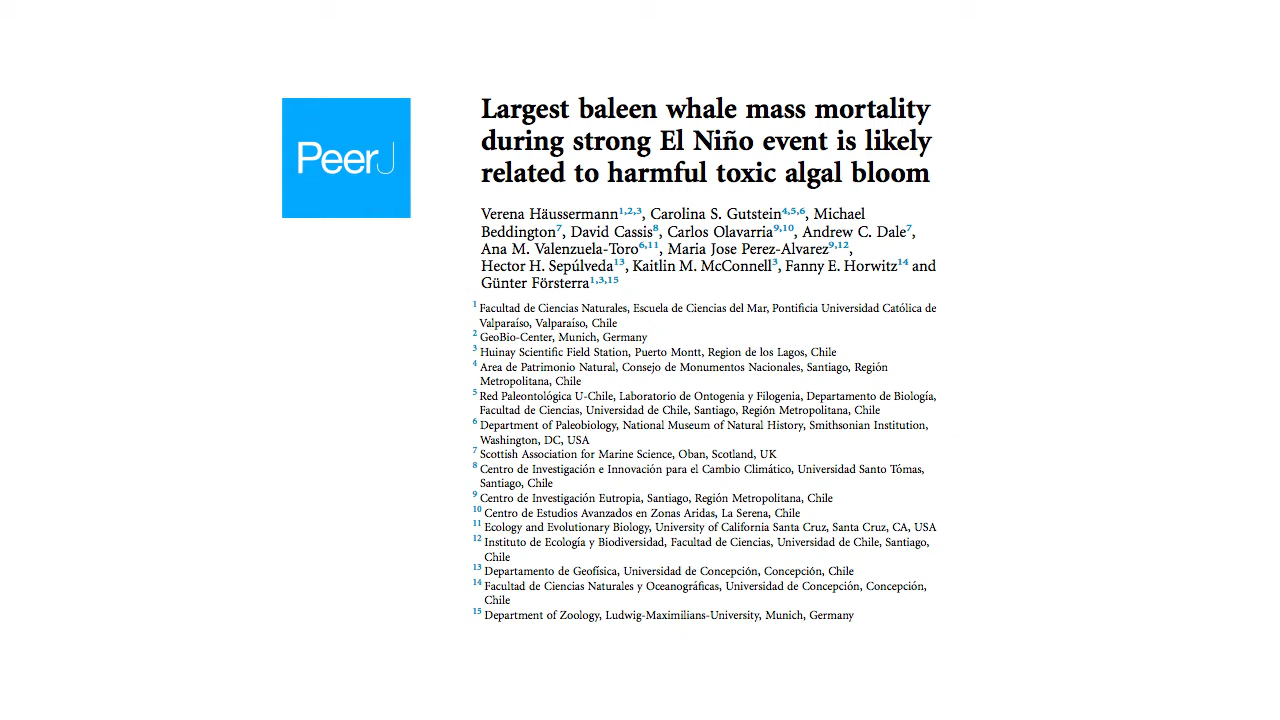 PeerJ
Largest baleen whale mass mortality
during strong El Niño event is likely
related to harmful toxic algal bloom
Verena Häussermann1,2,3, Carolina S. Gutstein4,5,6, Michael
Beddington7, David Cassis8, Carlos Olavarria9,10, Andrew C. Dale7,
Ana M. Valenzuela-Toro6,11, Maria Jose Perez-Alvarez9,12,
Hector H. Sepúlveda13, Kaitlin M. McConnell3, Fanny E. Horwitz14 and
Günter Försterra1,3,15
1 Facultad de Ciencias Naturales, Escuela de Ciencias del Mar, Pontificia Universidad Católica de
Valparaíso, Valparaíso, Chile
2 GeoBio-Center, Munich, Germany
3 Huinay Scientific Field Station, Puerto Montt, Region de los Lagos, Chile
4 Area de Patrimonio Natural, Consejo de Monumentos Nacionales, Santiago, Región
Metropolitana, Chile
5 Red Paleontológica U-Chile, Laboratorio de Ontogenia y Filogenia, Departamento de Biología,
Facultad de Ciencias, Universidad de Chile, Santiago, Región Metropolitana, Chile
6 Department of Paleobiology, National Museum of Natural History, Smithsonian Institution,
Washington, DC, USA
7 Scottish Association for Marine Science, Oban, Scotland, UK
8 Centro de Investigación e Innovación para el Cambio Climático, Universidad Santo Tómas,
Santiago, Chile
9 Centro de Investigación Eutropia, Santiago, Región Metropolitana, Chile
10 Centro de Estudios Avanzados en Zonas Aridas, La Serena, Chile
11 Ecology and Evolutionary Biology, University of California Santa Cruz, Santa Cruz, CA, USA
12 Instituto de Ecología y Biodiversidad, Facultad de Ciencias, Universidad de Chile, Santiago,
Chile
13 Departamento de Geofísica, Universidad de Concepción, Concepción, Chile
14 Facultad de Ciencias Naturales y Oceanográficas, Universidad de Concepción, Concepción,
Chile
15 Department of Zoology, Ludwig-Maximilians-University, Munich, Germany